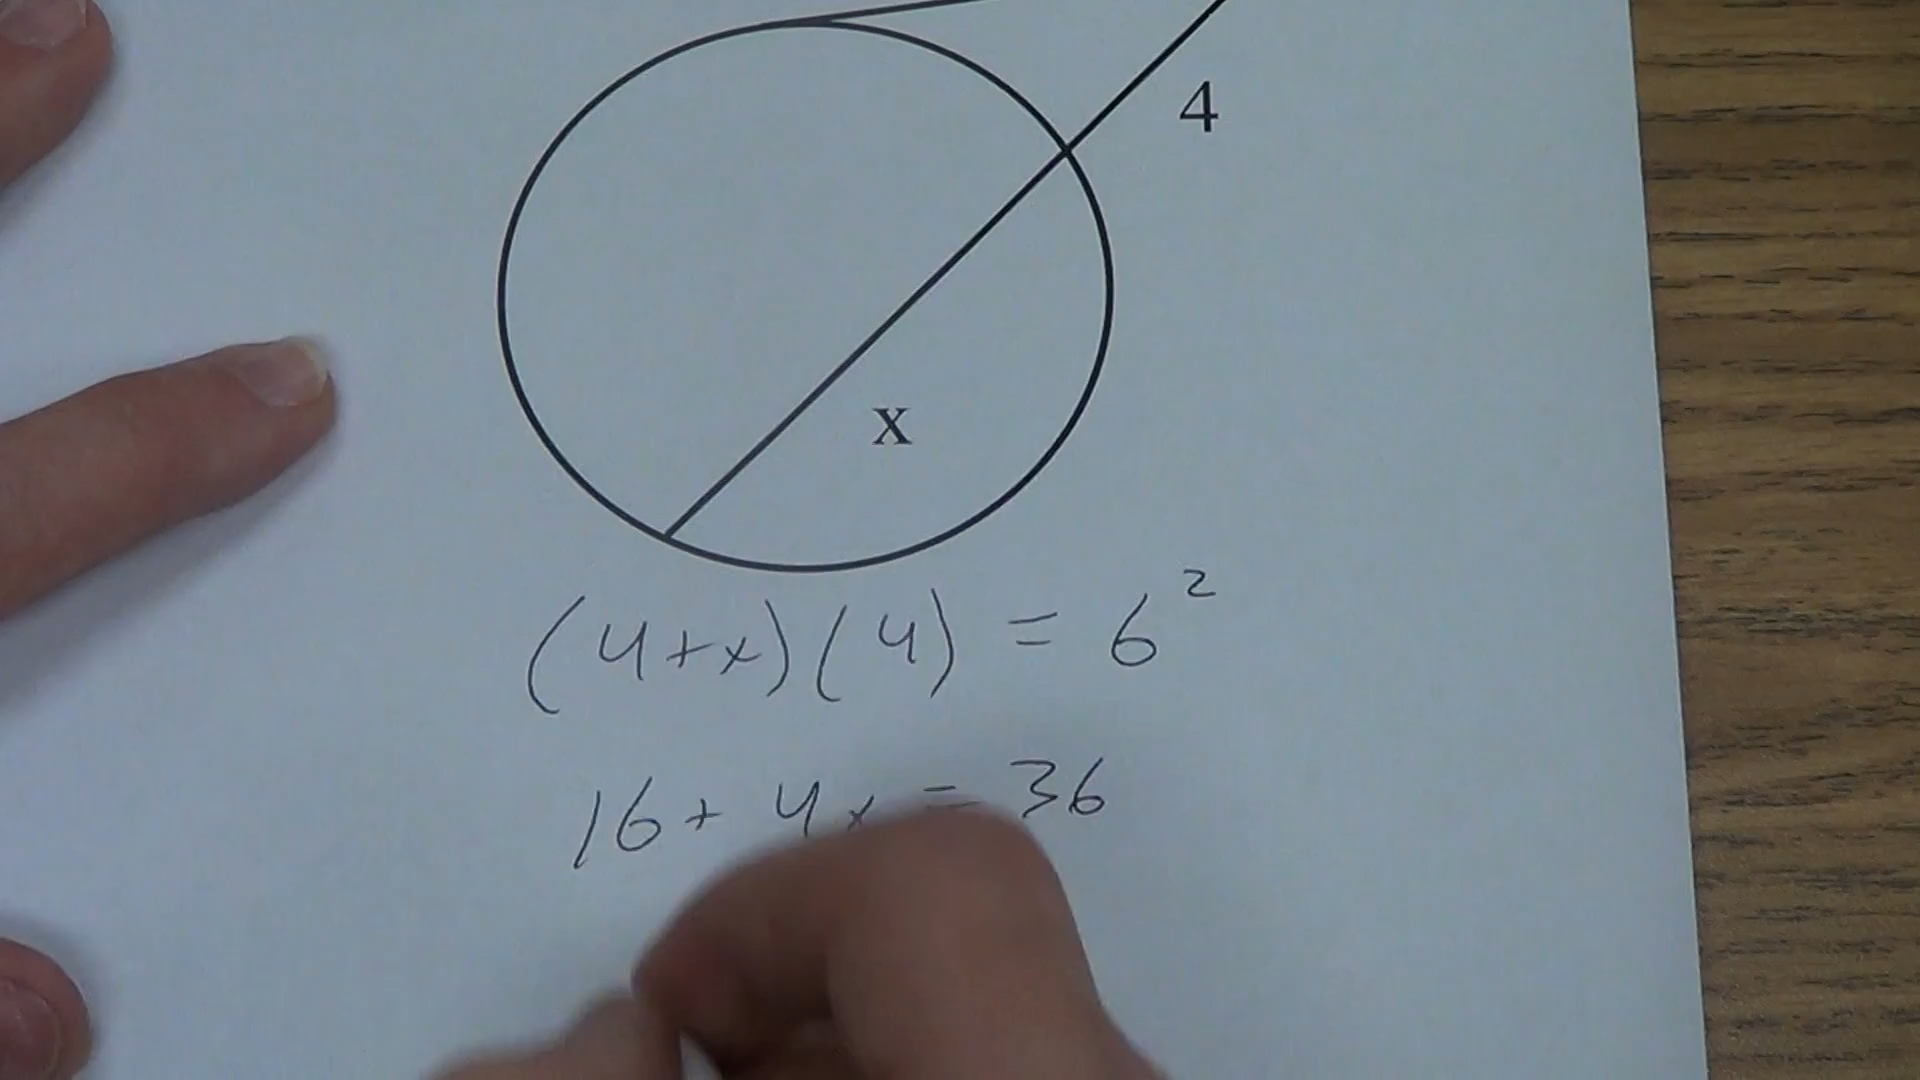 4
x
(4+x)(4) = 6²
16 + 4x = 36